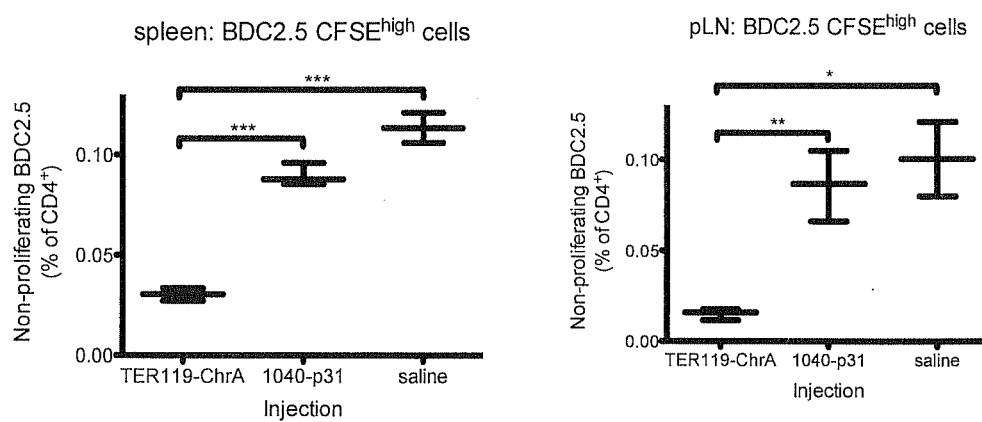 spleen: BDC2.5 CFSEhigh cells
***
***
Non-proliferating BDC2.5
(% of CD4+)
0.10
0.05
0.00
TER119-ChrA 1040-p31 saline
Injection
pLN: BDC2.5 CFSEhigh cells
*
**
Non-proliferating BDC2.5
(% of CD4+)
0.10
0.05
0.00
TER119-ChrA 1040-p31 saline
Injection